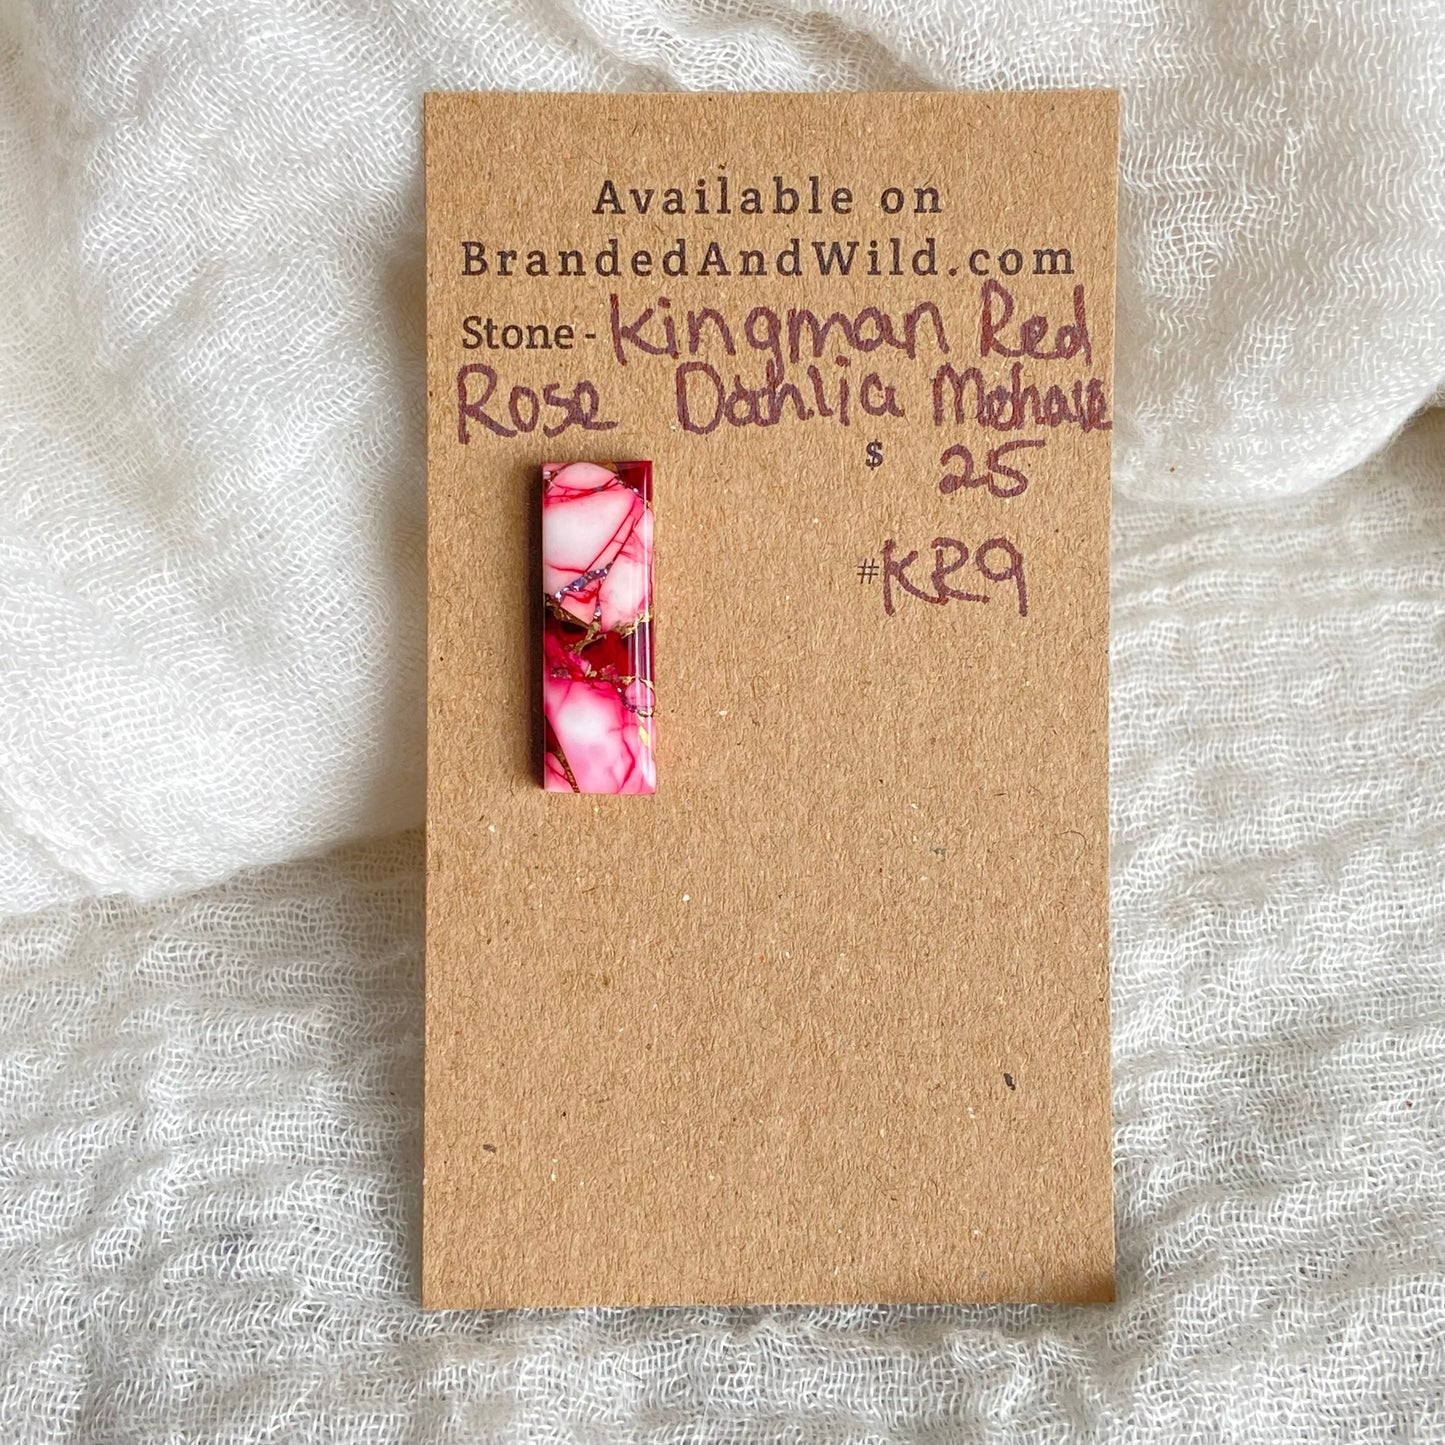 Available on
BrandedAndWild.com
Stone - Kingman Red
Rose Dahlia Mohave
$ 25
#KR9